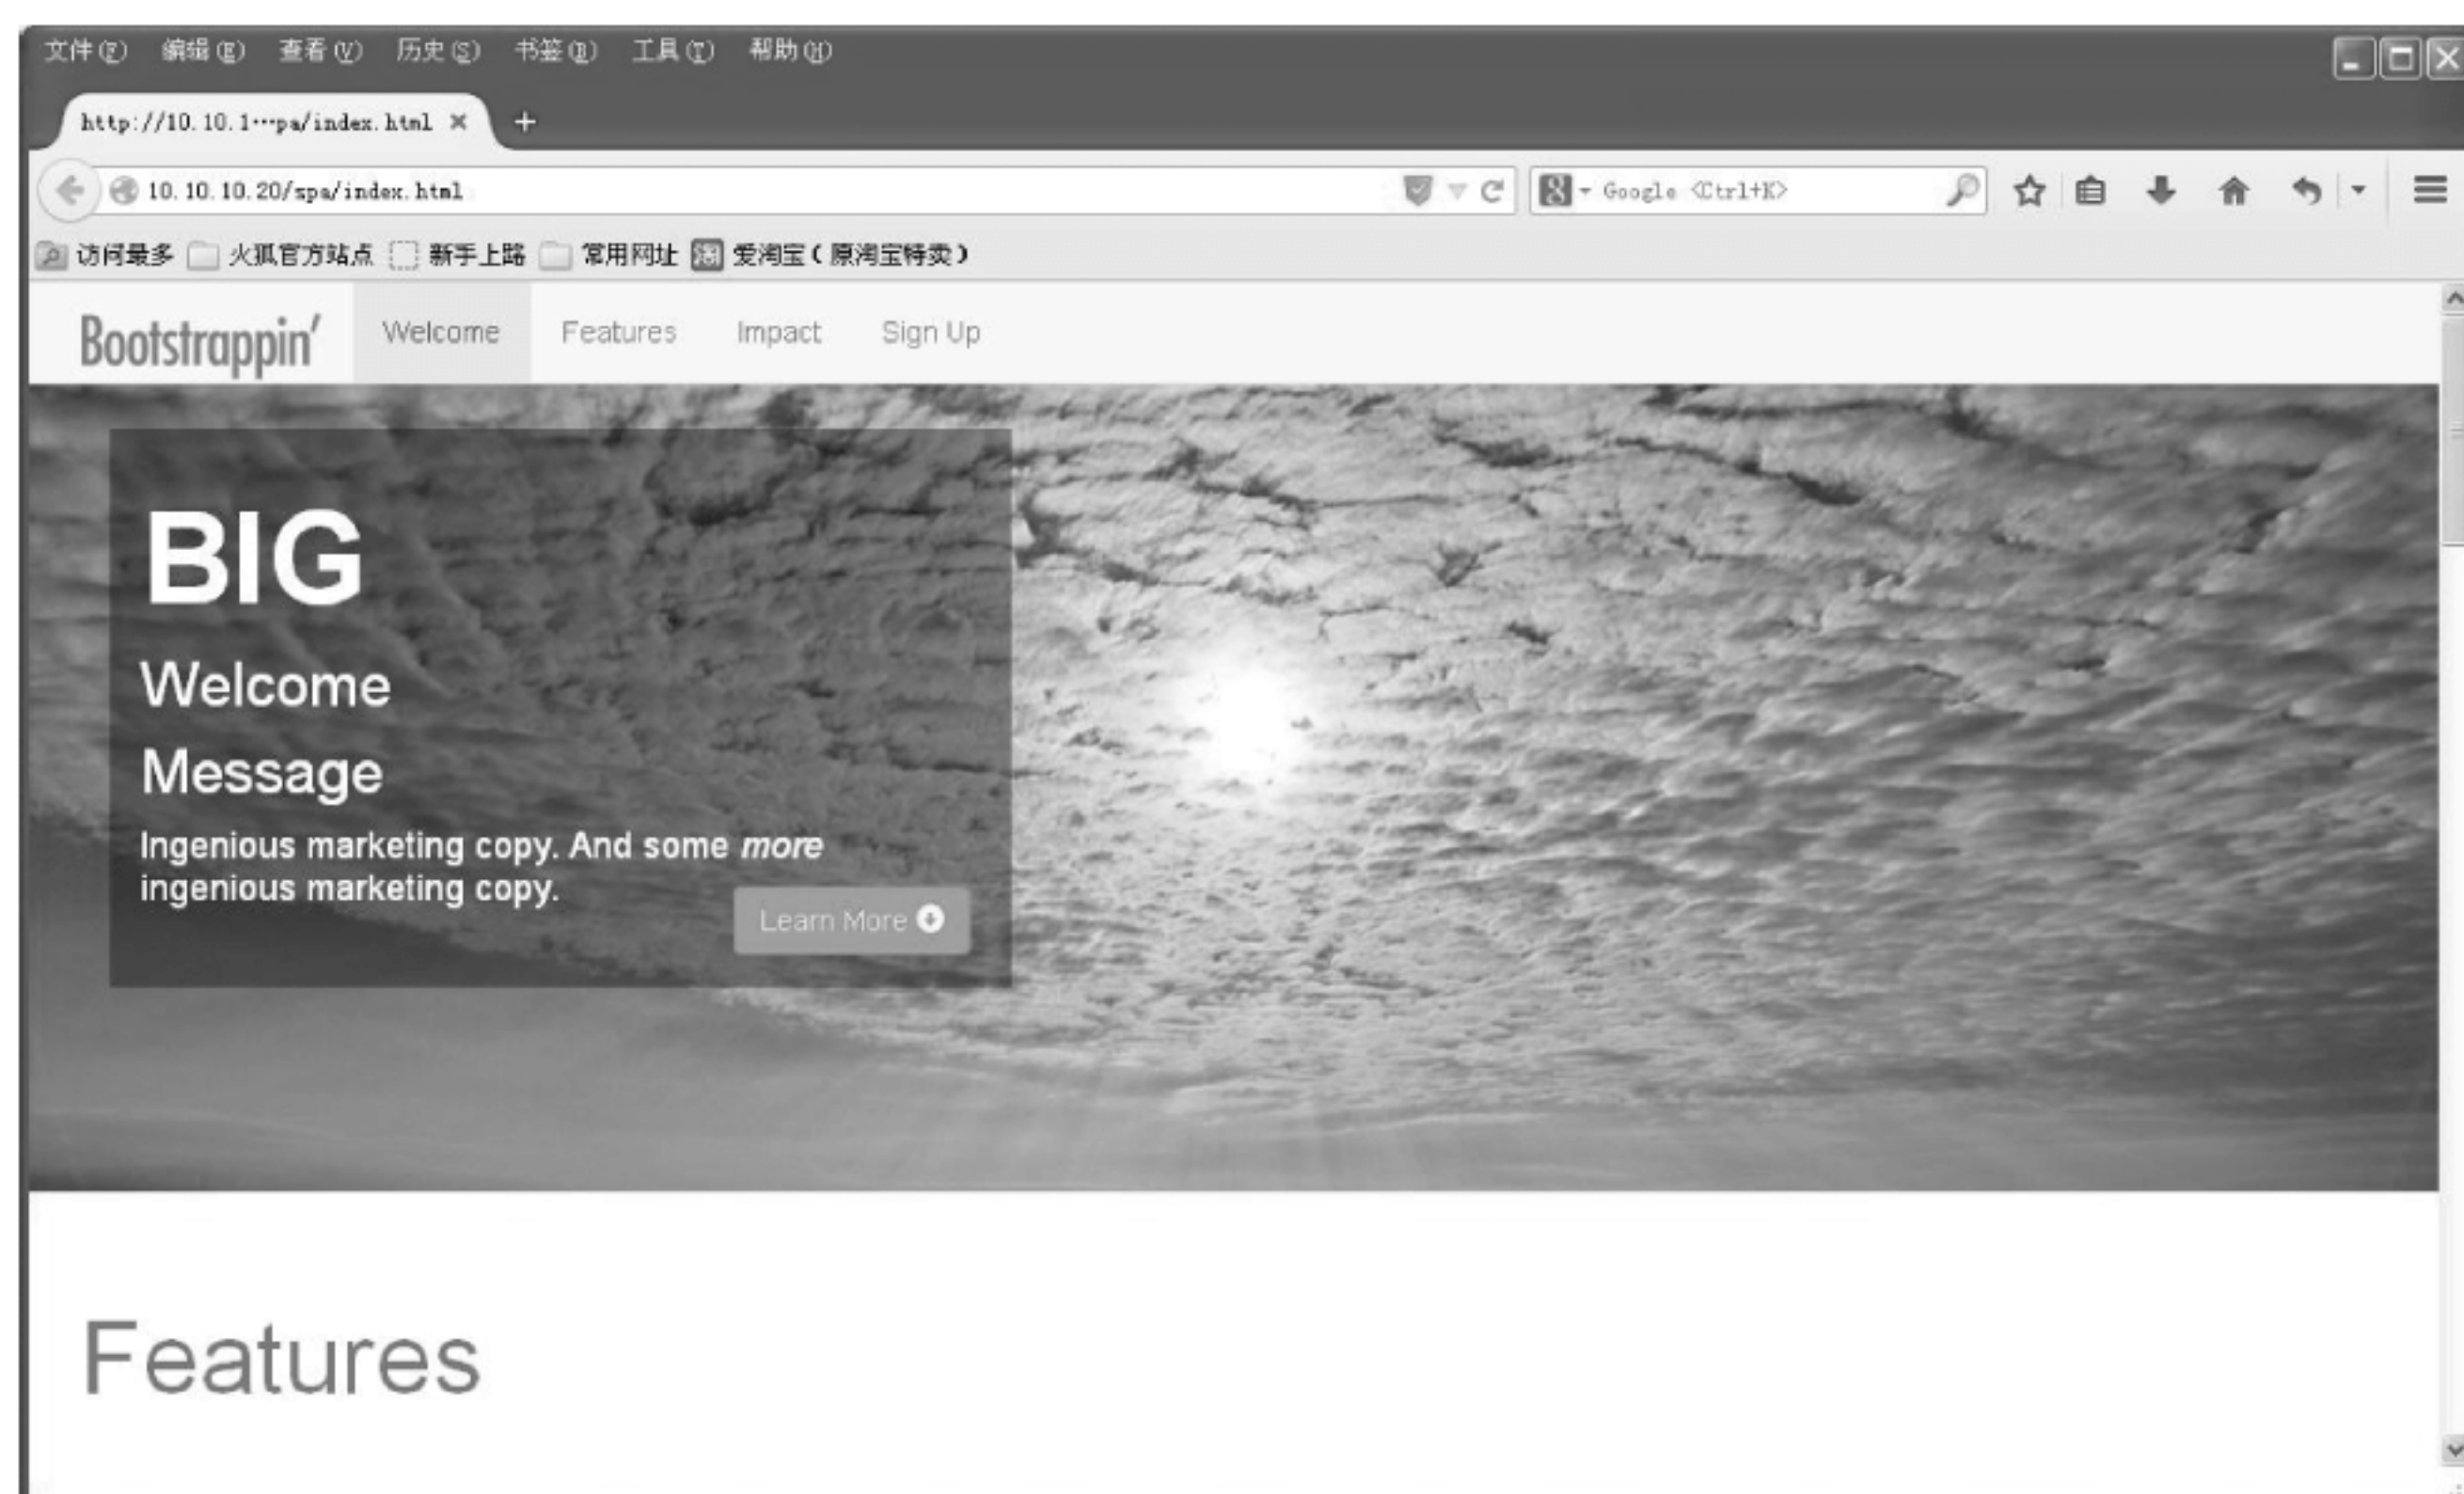 文件(F) 编辑(E) 查看(V) 历史(S) 书签(B) 工具(T) 帮助(H)
http://10.10.1…pa/index.html
10.10.10.20/spa/index.html
Google <Ctrl+K>
访问最多 火狐官方站点 新手上路 常用网址 爱淘宝（原淘宝特卖）
Bootstrappin' Welcome Features Impact Sign Up
BIG
Welcome
Message
Ingenious marketing copy. And some more
ingenious marketing copy.
Learn More
Features